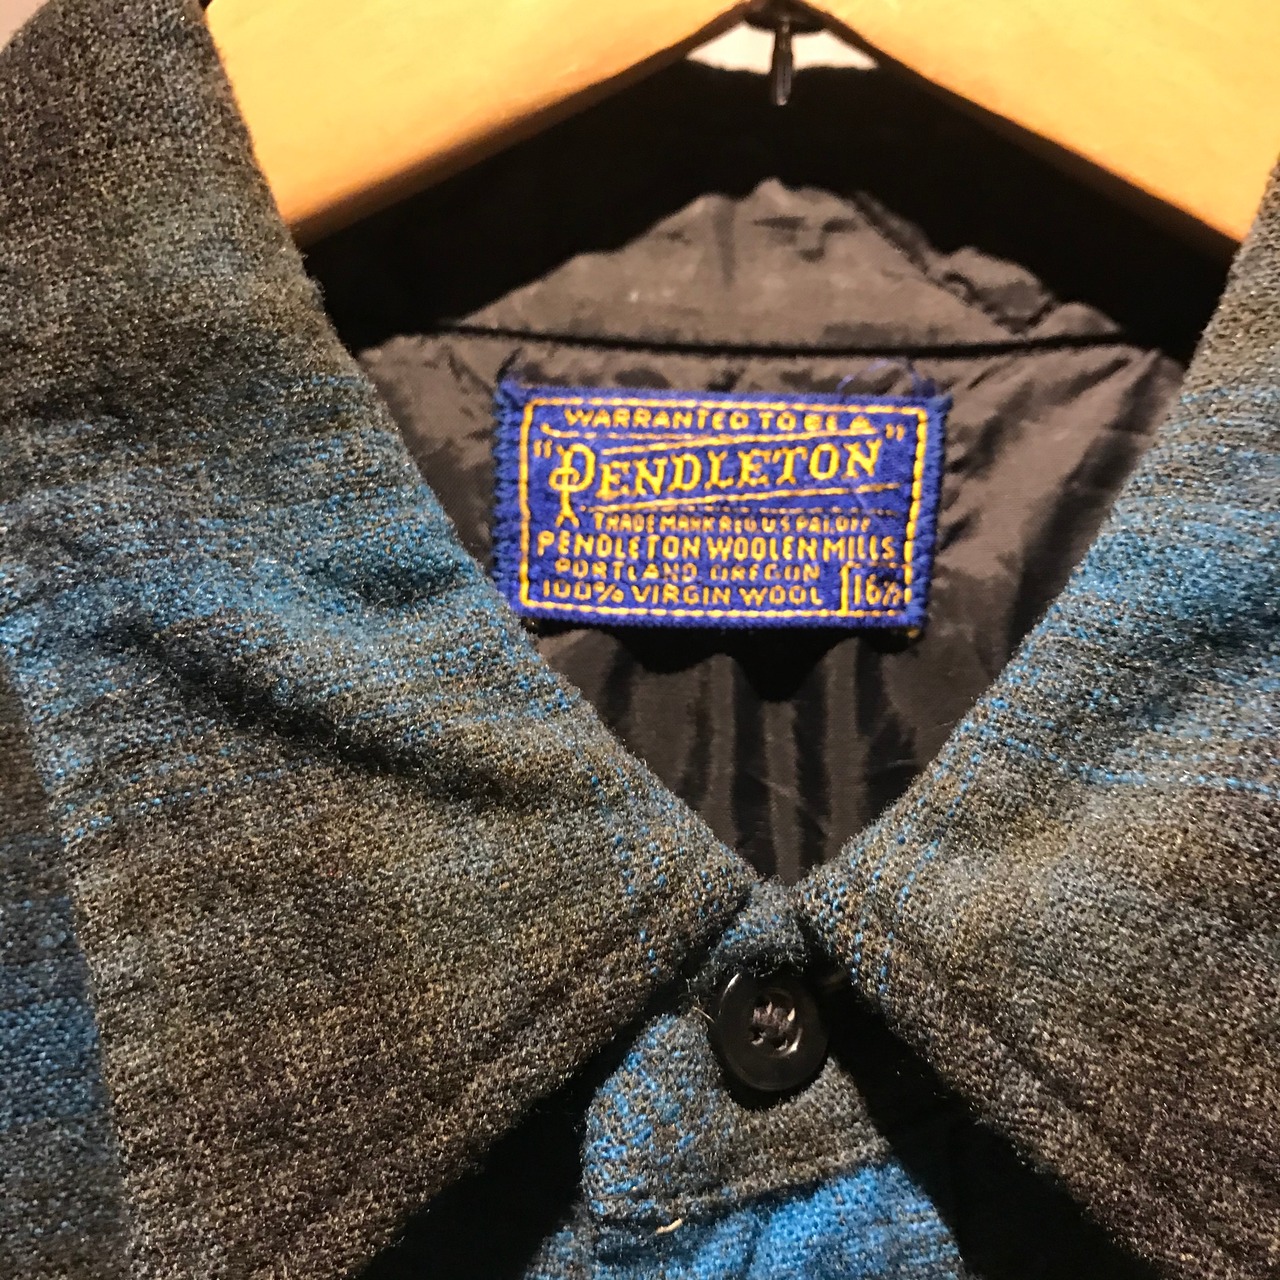 WARRANTED TO BE A
"PENDLETON"
TRADE MARK REG. U S PAT. OFF
PENDLETON WOOLEN MILLS
PORTLAND, OREGON
100% VIRGIN WOOL 16½